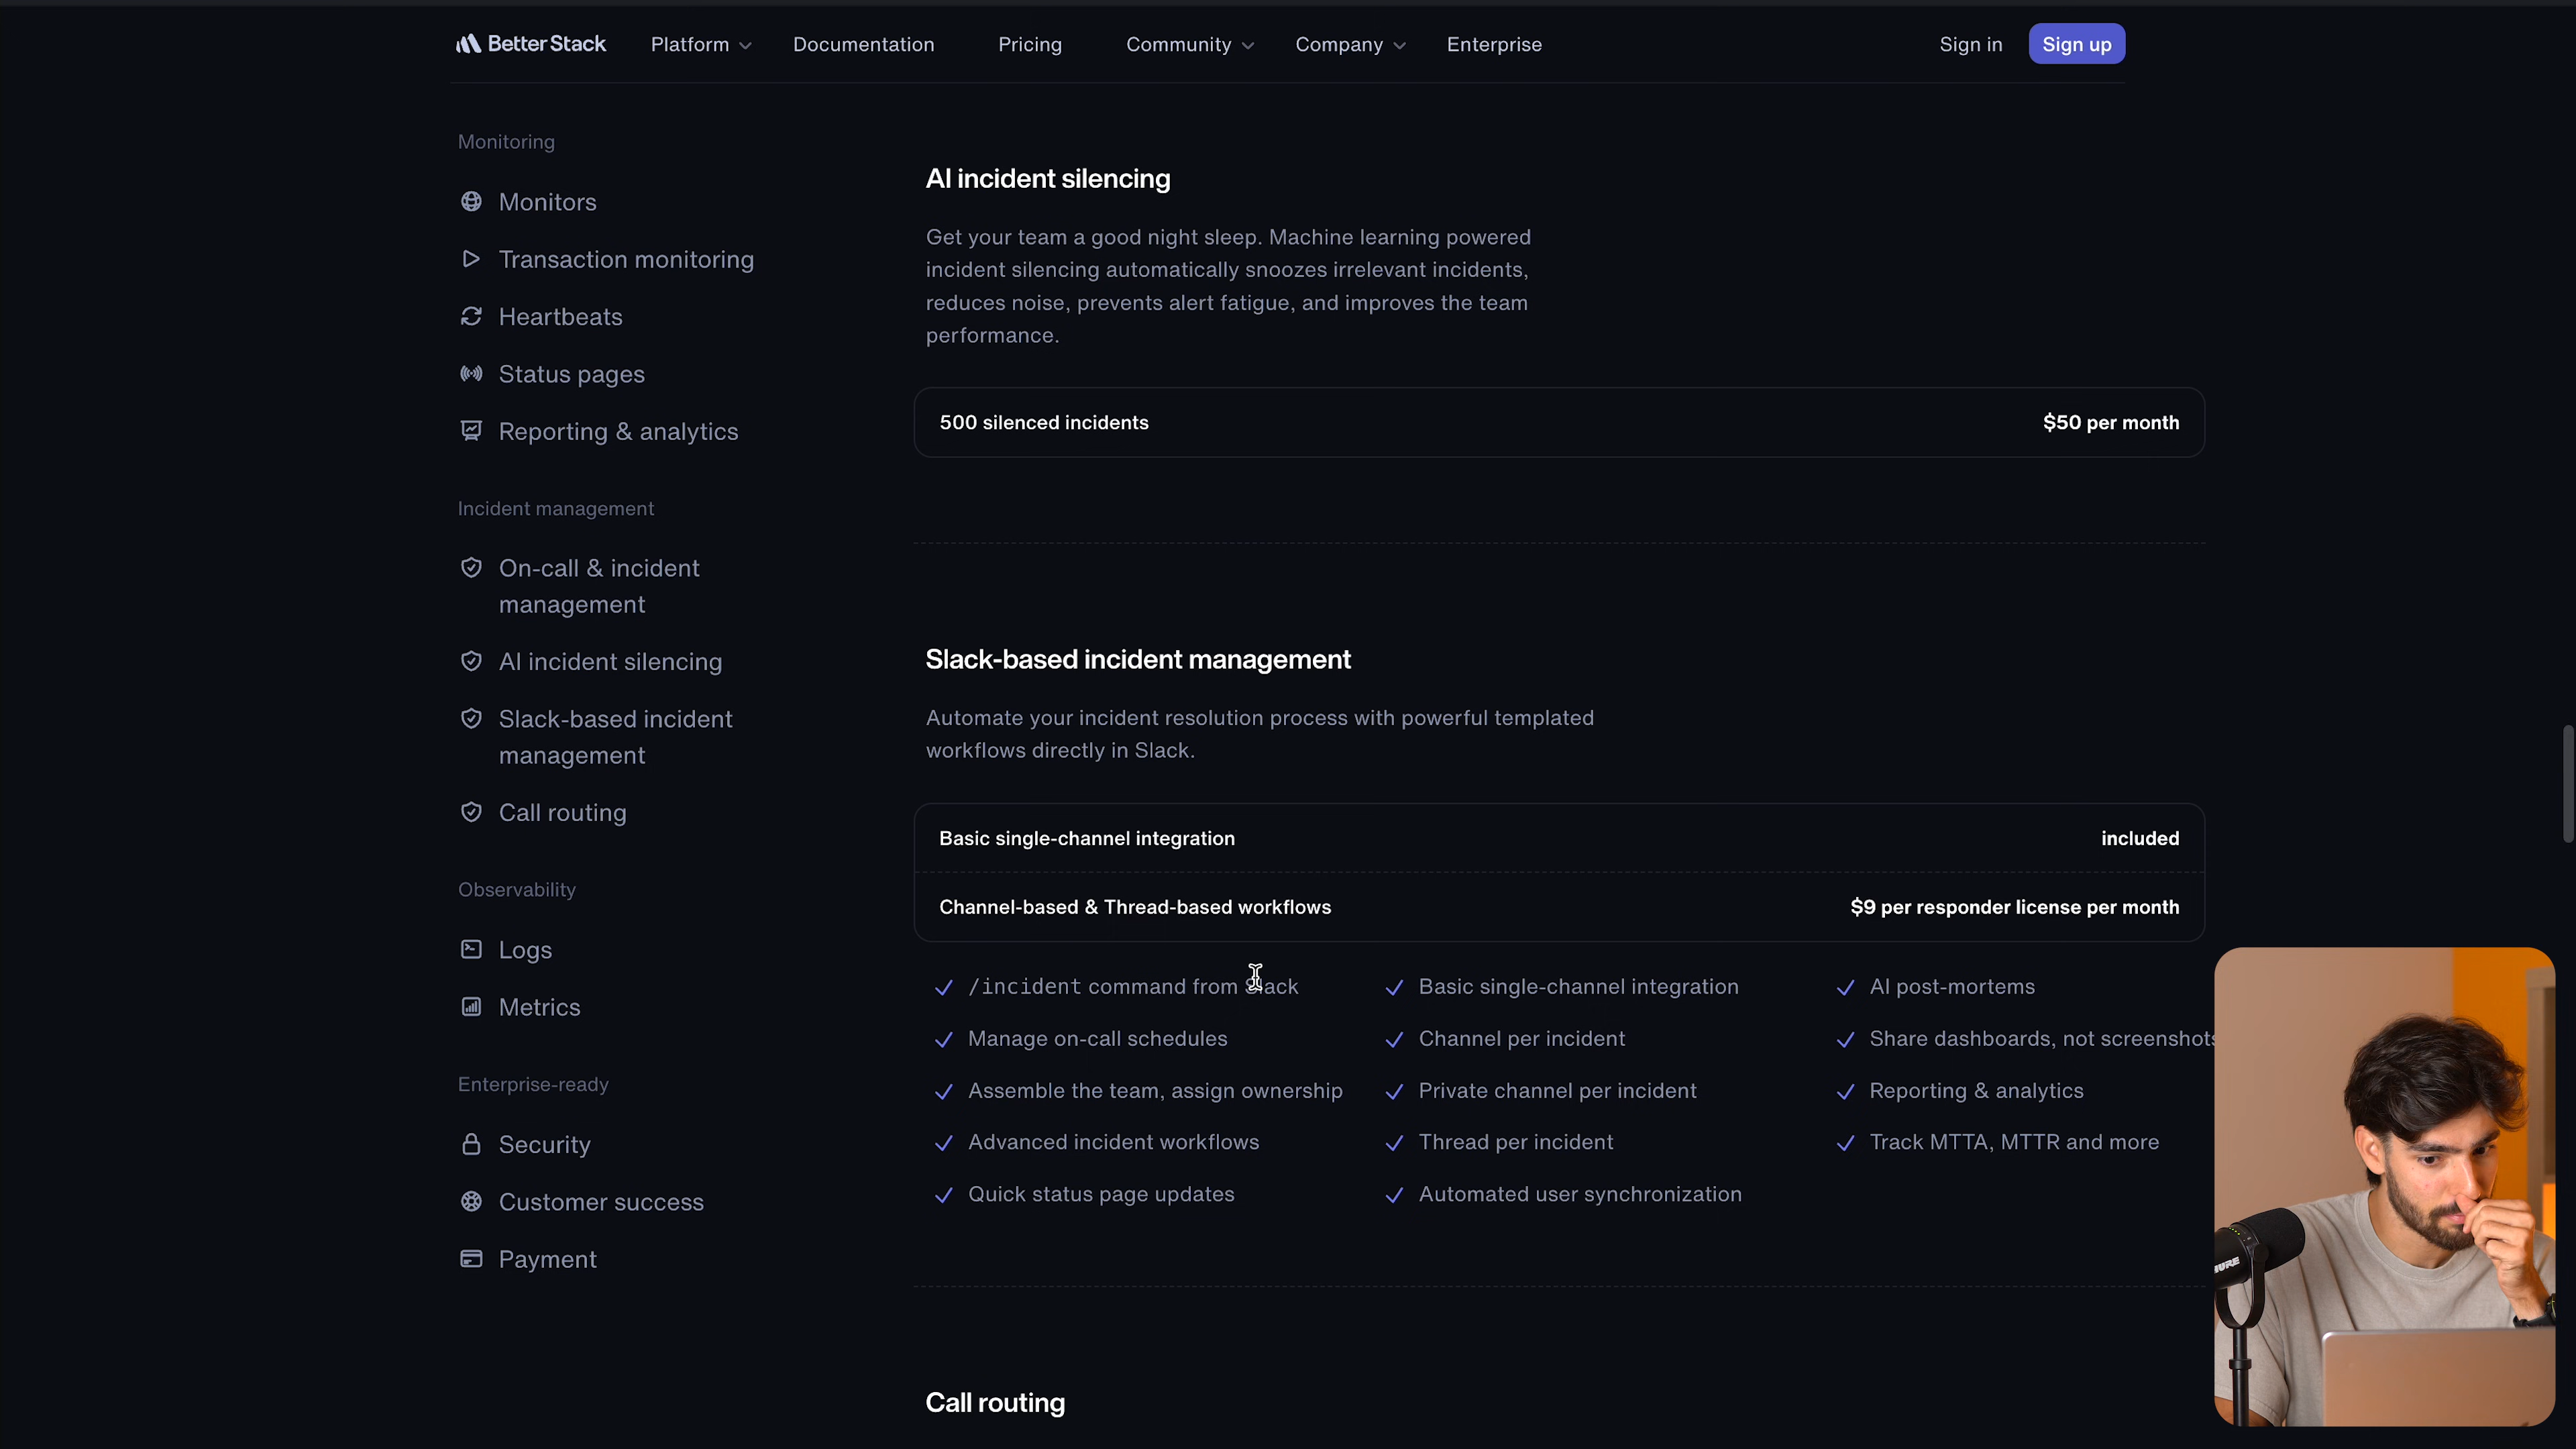 Better Stack
Platform
Documentation
Pricing
Community
Company
Enterprise
Sign in
Sign up
Monitoring
Monitors
Transaction monitoring
Heartbeats
Status pages
Reporting & analytics
Incident management
On-call & incident
management
AI incident silencing
Slack-based incident
management
Call routing
Observability
Logs
Metrics
Enterprise-ready
Security
Customer success
Payment
AI incident silencing
Get your team a good night sleep. Machine learning powered
incident silencing automatically snoozes irrelevant incidents,
reduces noise, prevents alert fatigue, and improves the team
performance.
500 silenced incidents
$50 per month
Slack-based incident management
Automate your incident resolution process with powerful templated
workflows directly in Slack.
Basic single-channel integration
included
Channel-based & Thread-based workflows
$9 per responder license per month
/incident command from Slack
Manage on-call schedules
Assemble the team, assign ownership
Advanced incident workflows
Quick status page updates
Basic single-channel integration
Channel per incident
Private channel per incident
Thread per incident
Automated user synchronization
AI post-mortems
Share dashboards, not screenshots
Reporting & analytics
Track MTTA, MTTR and more
Call routing